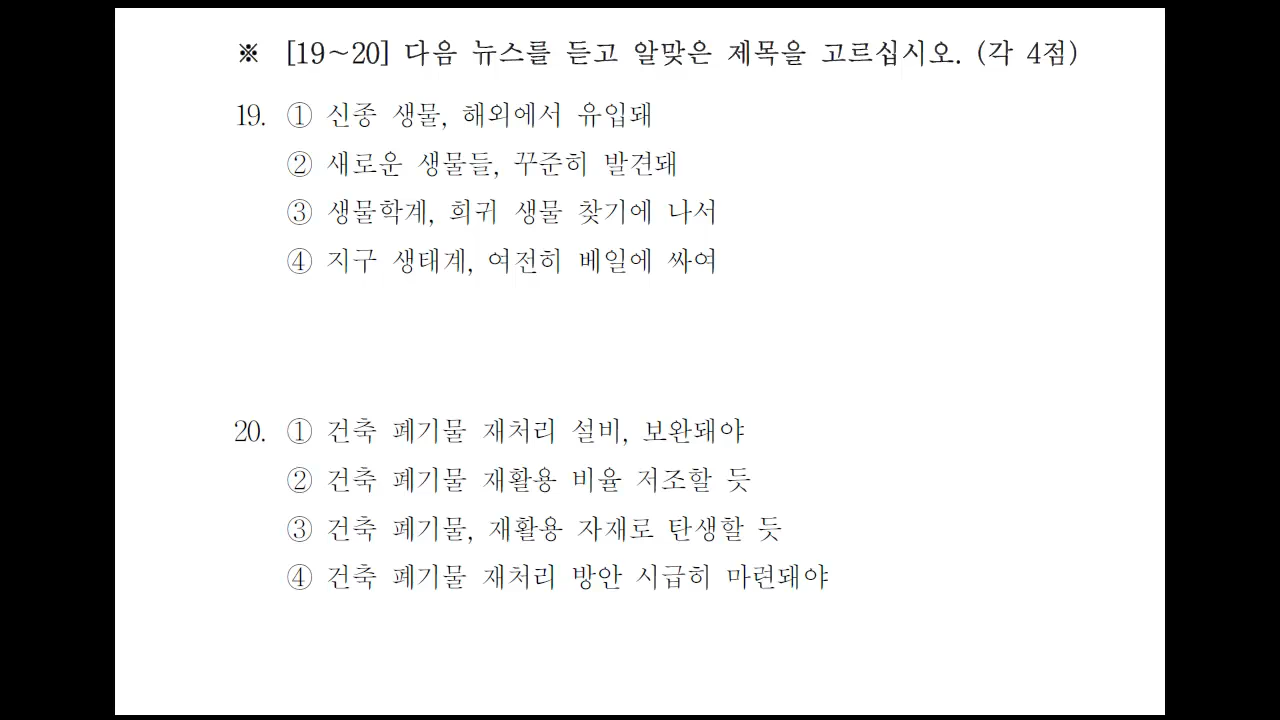 ※ [19～20] 다음 뉴스를 듣고 알맞은 제목을 고르십시오. (각 4점)
19. ① 신종 생물, 해외에서 유입돼
② 새로운 생물들, 꾸준히 발견돼
③ 생물학계, 희귀 생물 찾기에 나서
④ 지구 생태계, 여전히 베일에 싸여
20. ① 건축 폐기물 재처리 설비, 보완돼야
② 건축 폐기물 재활용 비율 저조할 듯
③ 건축 폐기물, 재활용 자재로 탄생할 듯
④ 건축 폐기물 재처리 방안 시급히 마련돼야